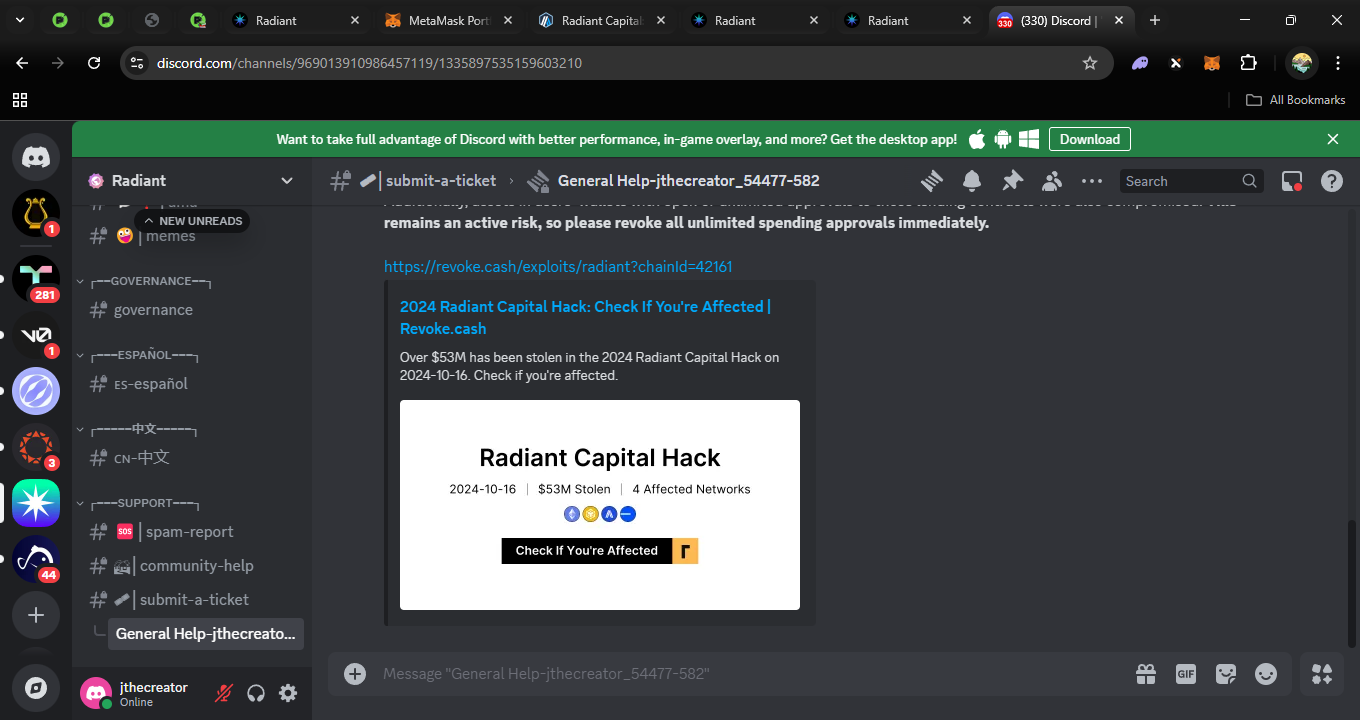 Radiant
MetaMask Port
Radiant Capital
Radiant
Radiant
330
(330) Discord |
discord.com/channels/969013910986457119/1335897535159603210
All Bookmarks
Want to take full advantage of Discord with better performance, in-game overlay, and more? Get the desktop app!
Download
Radiant
NEW UNREADS
memes
┌──GOVERNANCE──┐
governance
┌───ESPAÑOL───┐
ES-español
┌─────中文─────┐
CN-中文
┌───SUPPORT───┐
SOS | spam-report
community-help
submit-a-ticket
General Help-jthecreato...
1
281
1
3
44
jthecreator
Online
| submit-a-ticket › General Help-jthecreator_54477-582
Search
remains an active risk, so please revoke all unlimited spending approvals immediately.
https://revoke.cash/exploits/radiant?chainId=42161
2024 Radiant Capital Hack: Check If You're Affected |
Revoke.cash
Over $53M has been stolen in the 2024 Radiant Capital Hack on
2024-10-16. Check if you're affected.
Radiant Capital Hack
2024-10-16 | $53M Stolen | 4 Affected Networks
Check If You're Affected
Message "General Help-jthecreator_54477-582"
GIF